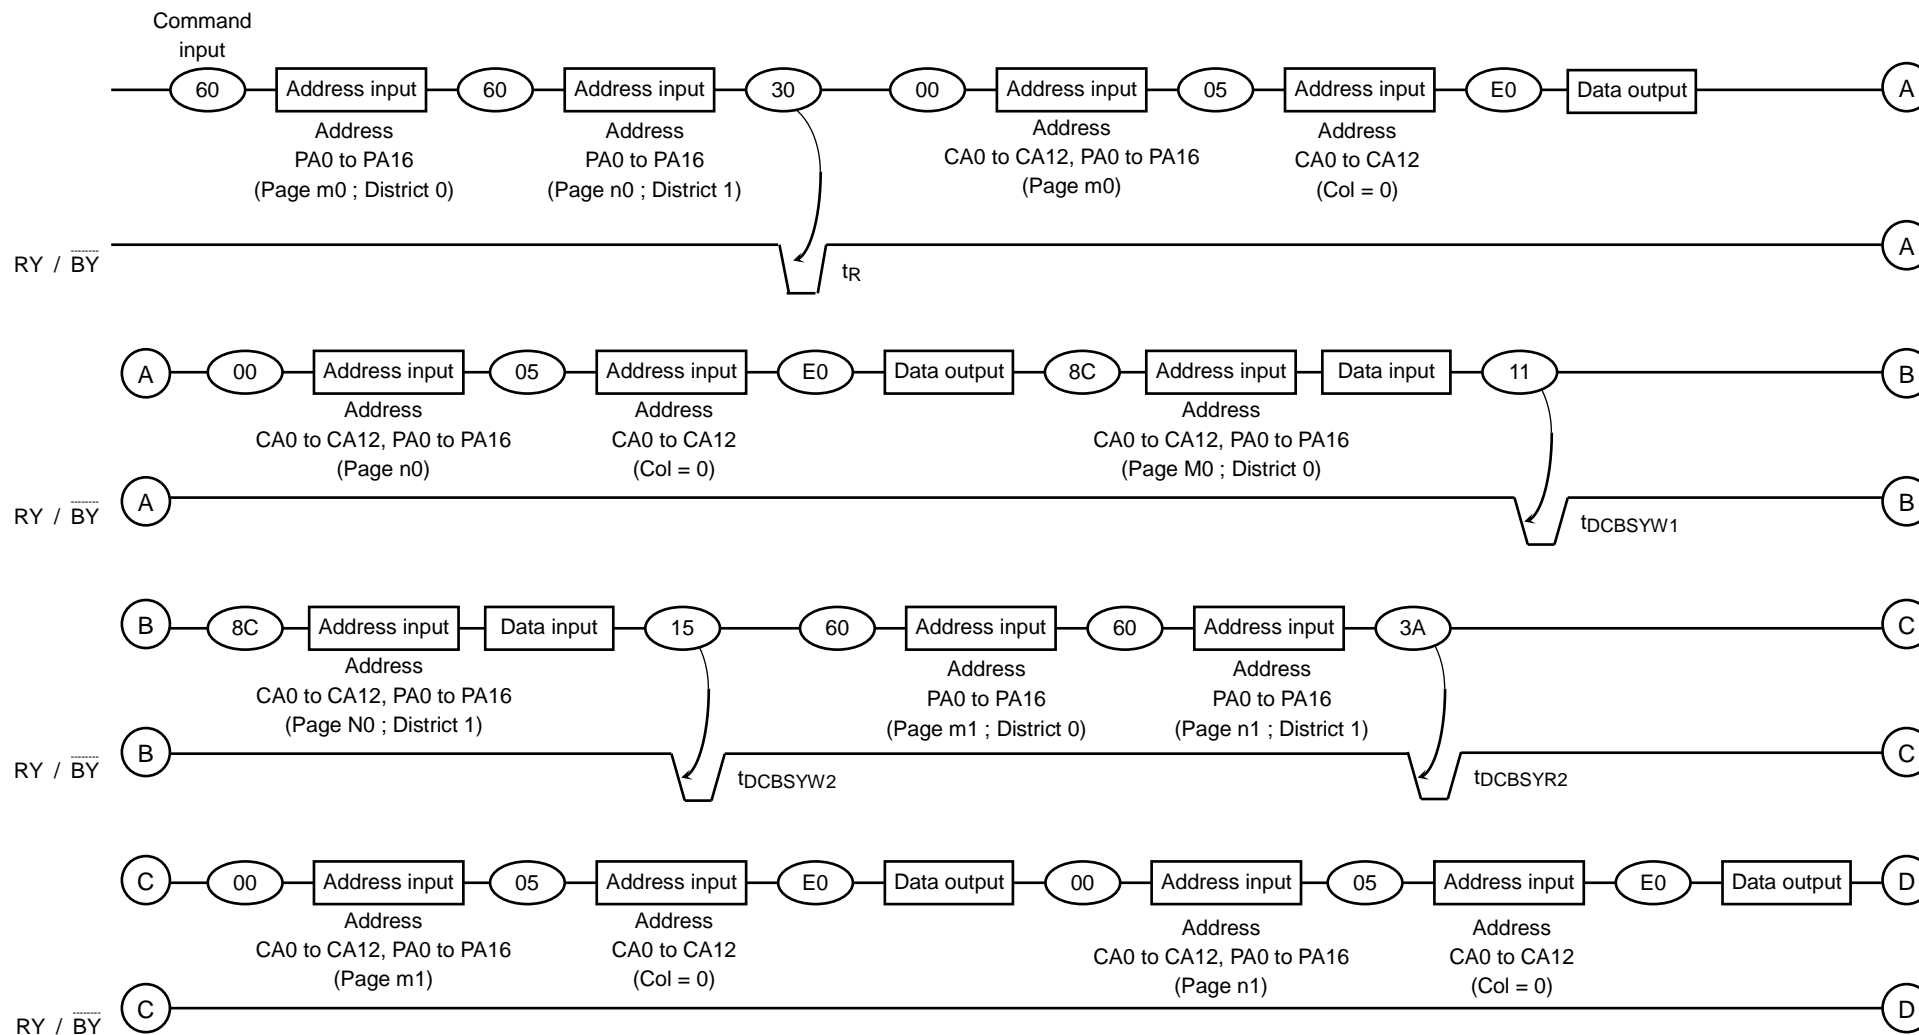 Command
input
60 Address input 60 Address input 30 00 Address input 05 Address input E0 Data output A
Address
PA0 to PA16
(Page m0 ; District 0)
Address
PA0 to PA16
(Page n0 ; District 1)
Address
CA0 to CA12, PA0 to PA16
(Page m0)
Address
CA0 to CA12
(Col = 0)
RY / BY A
tR
A 00 Address input 05 Address input E0 Data output 8C Address input Data input 11 B
Address
CA0 to CA12, PA0 to PA16
(Page n0)
Address
CA0 to CA12
(Col = 0)
Address
CA0 to CA12, PA0 to PA16
(Page M0 ; District 0)
RY / BY A B
tDCBSYW1
B 8C Address input Data input 15 60 Address input 60 Address input 3A C
Address
CA0 to CA12, PA0 to PA16
(Page N0 ; District 1)
Address
PA0 to PA16
(Page m1 ; District 0)
Address
PA0 to PA16
(Page n1 ; District 1)
RY / BY B C
tDCBSYW2
tDCBSYR2
C 00 Address input 05 Address input E0 Data output 00 Address input 05 Address input E0 Data output D
Address
CA0 to CA12, PA0 to PA16
(Page m1)
Address
CA0 to CA12
(Col = 0)
Address
CA0 to CA12, PA0 to PA16
(Page n1)
Address
CA0 to CA12
(Col = 0)
RY / BY C D